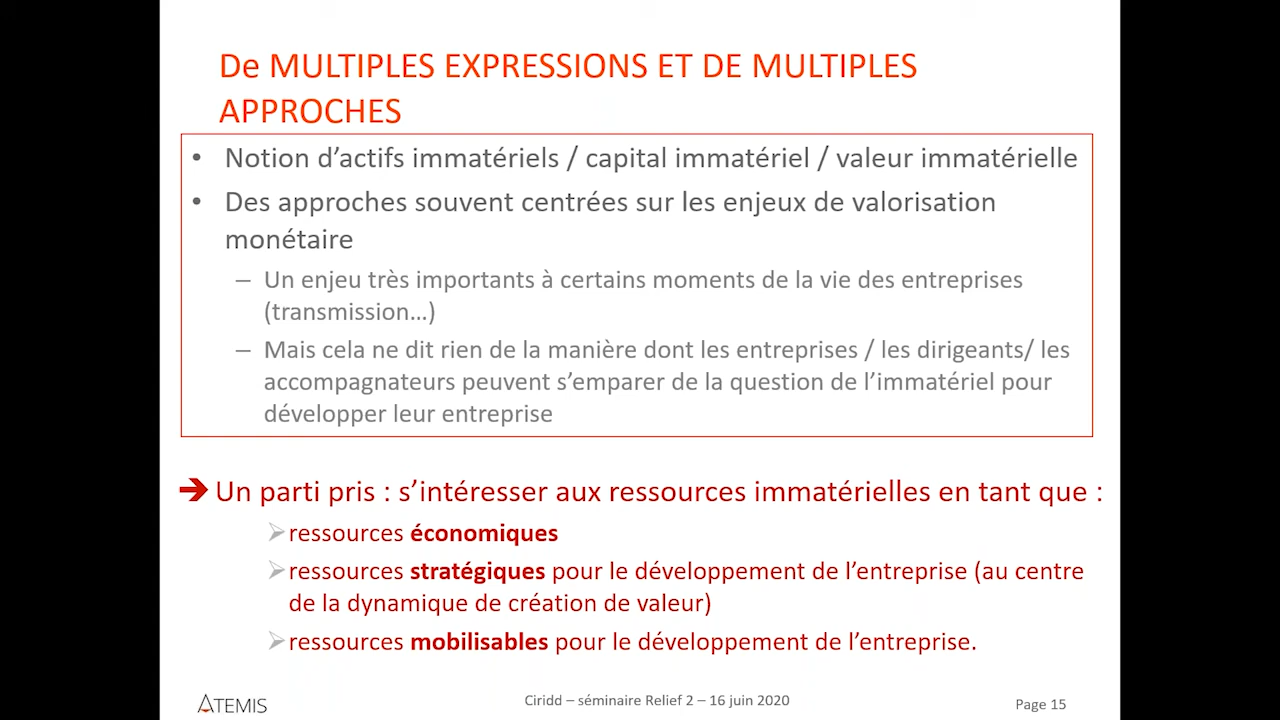 De MULTIPLES EXPRESSIONS ET DE MULTIPLES
APPROCHES
• Notion d’actifs immatériels / capital immatériel / valeur immatérielle
• Des approches souvent centrées sur les enjeux de valorisation
monétaire
– Un enjeu très importants à certains moments de la vie des entreprises
(transmission…)
– Mais cela ne dit rien de la manière dont les entreprises / les dirigeants/ les
accompagnateurs peuvent s’emparer de la question de l’immatériel pour
développer leur entreprise
➔ Un parti pris : s’intéresser aux ressources immatérielles en tant que :
➢ressources économiques
➢ressources stratégiques pour le développement de l’entreprise (au centre
de la dynamique de création de valeur)
➢ressources mobilisables pour le développement de l’entreprise.
ATEMIS
Ciridd – séminaire Relief 2 – 16 juin 2020
Page 15